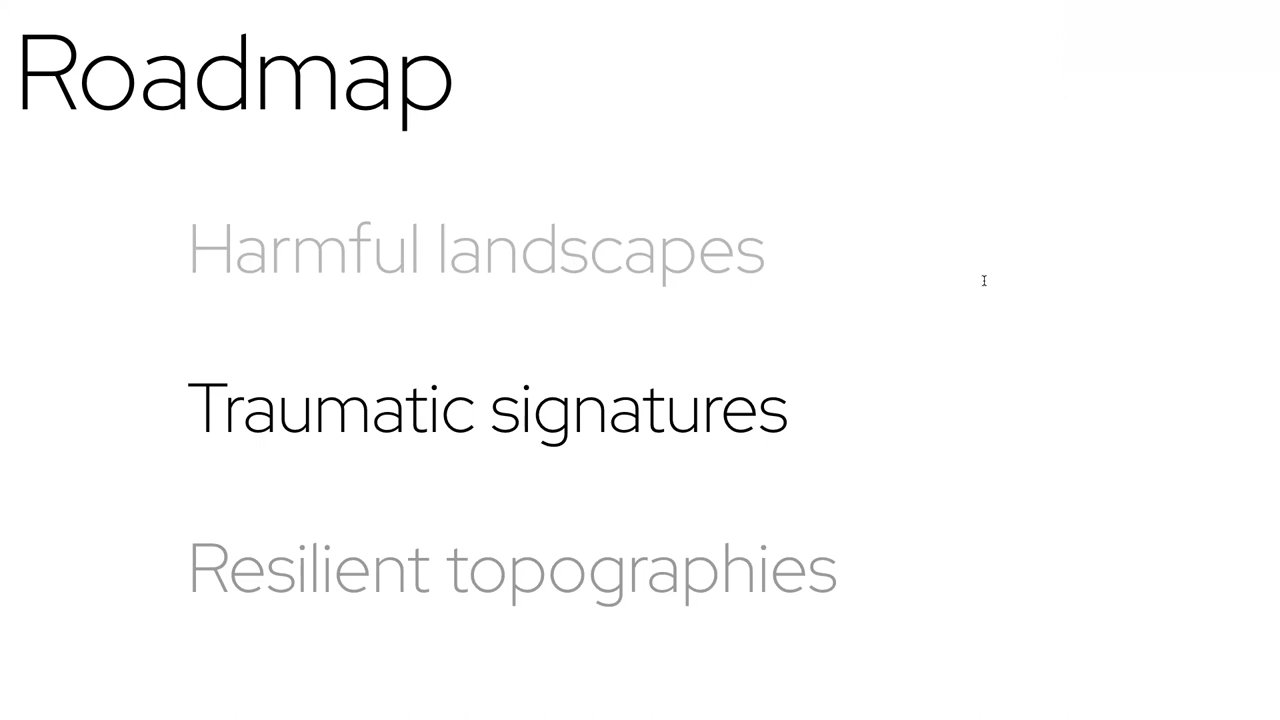 Roadmap
Harmful landscapes
Traumatic signatures
Resilient topographies